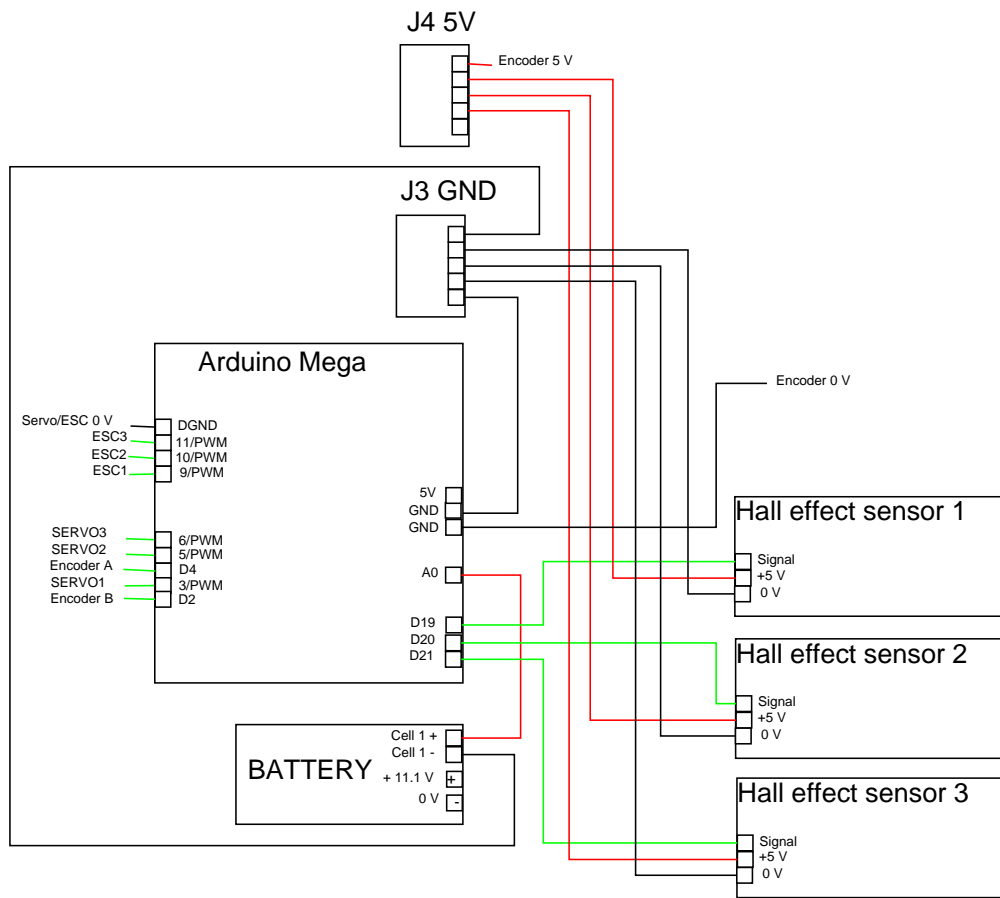 J4 5V
Encoder 5 V
J3 GND
Arduino Mega
Servo/ESC 0 V
DGND
ESC3
11/PWM
ESC2
10/PWM
ESC1
9/PWM
SERVO3
6/PWM
SERVO2
5/PWM
Encoder A
D4
SERVO1
3/PWM
Encoder B
D2
5V
GND
GND
A0
D19
D20
D21
Encoder 0 V
Hall effect sensor 1
Signal
+5 V
0 V
Hall effect sensor 2
Signal
+5 V
0 V
BATTERY
Cell 1 +
Cell 1 -
+ 11.1 V +
0 V -
Hall effect sensor 3
Signal
+5 V
0 V